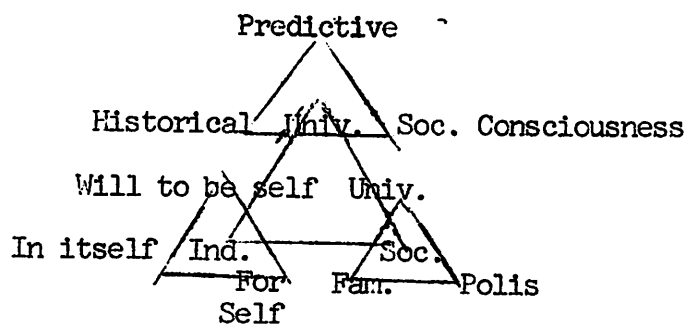 Predictive
Historical Univ. Soc. Consciousness
Will to be self Univ.
In itself Ind. Soc.
For Fam. Polis
Self